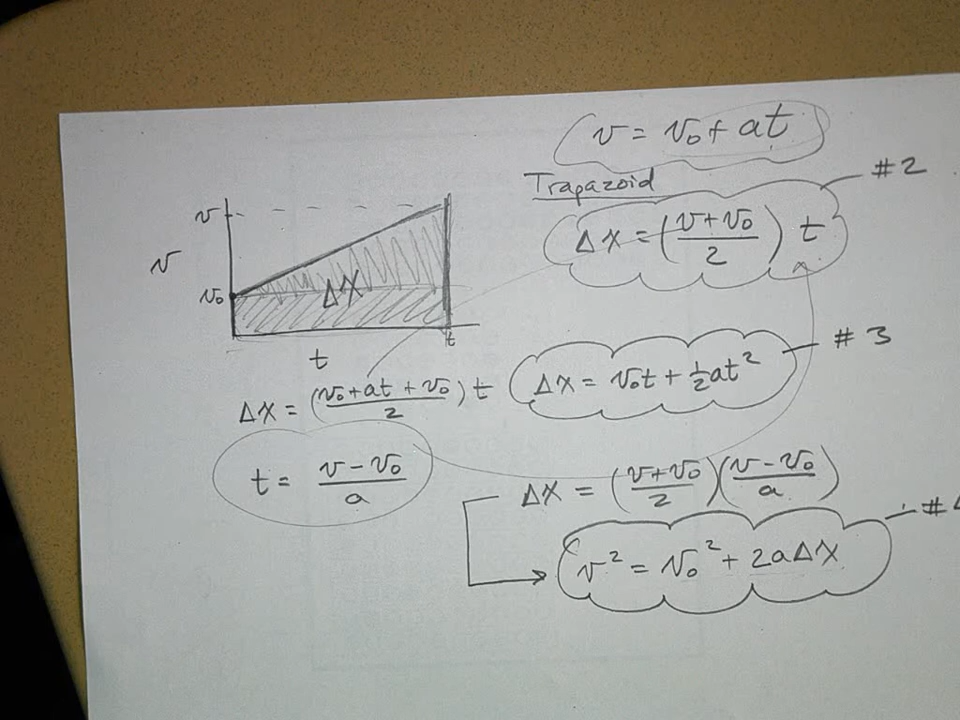 v = v₀ + at
Trapazoid
#2
Δx = (v+v₀/2) t
v
v
v₀
Δx
t
t
Δx = (v₀+at+v₀/2) t
Δx = v₀t + ½at²
#3
t = v-v₀/a
Δx = (v+v₀/2)(v-v₀/a)
v² = v₀² + 2aΔx